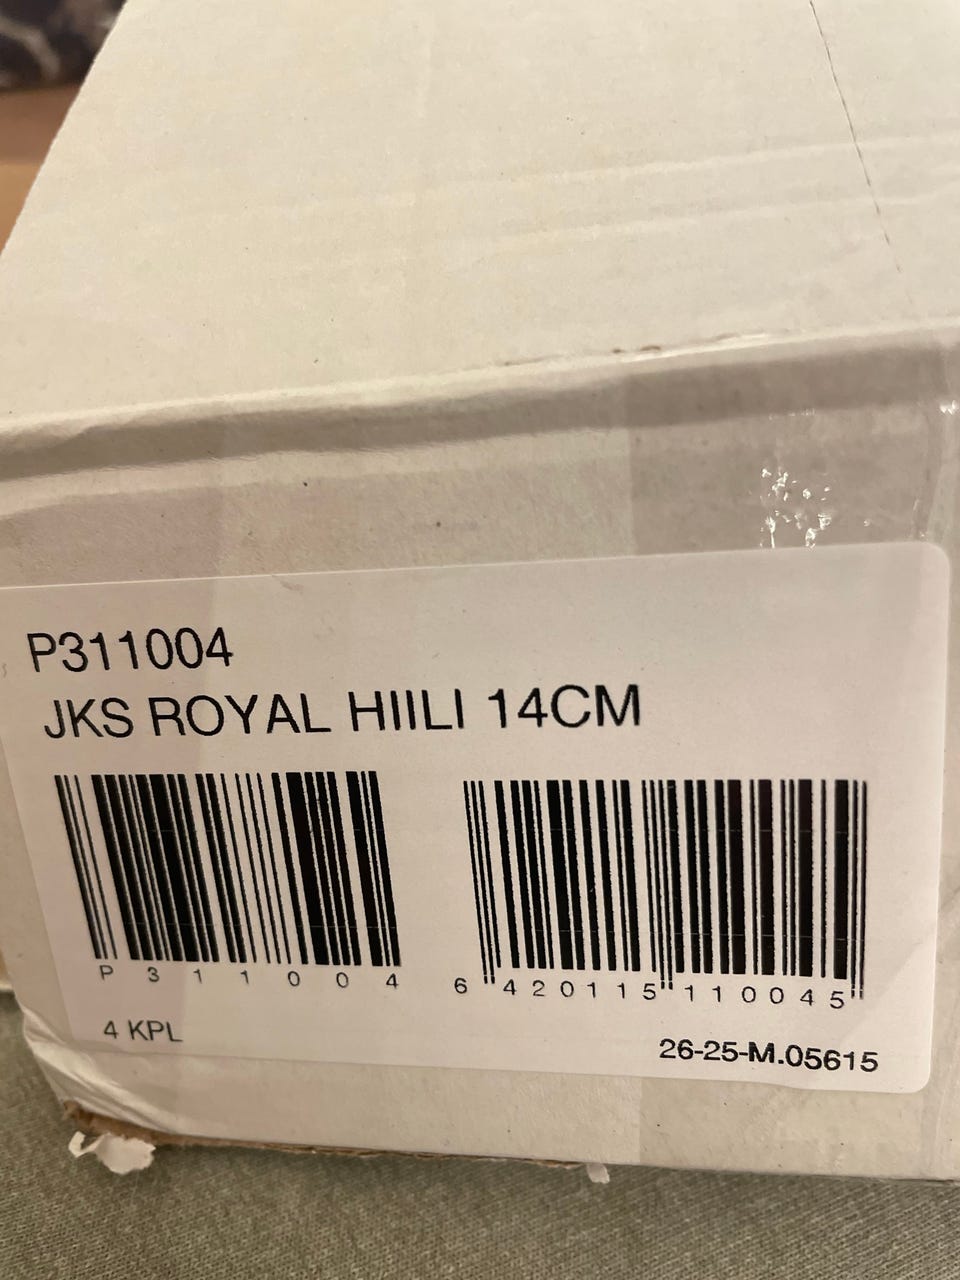 P311004
JKS ROYAL HIILI 14CM
P 3 1 1 0 0 4
6 420115 110045
4 KPL
26-25-M.05615